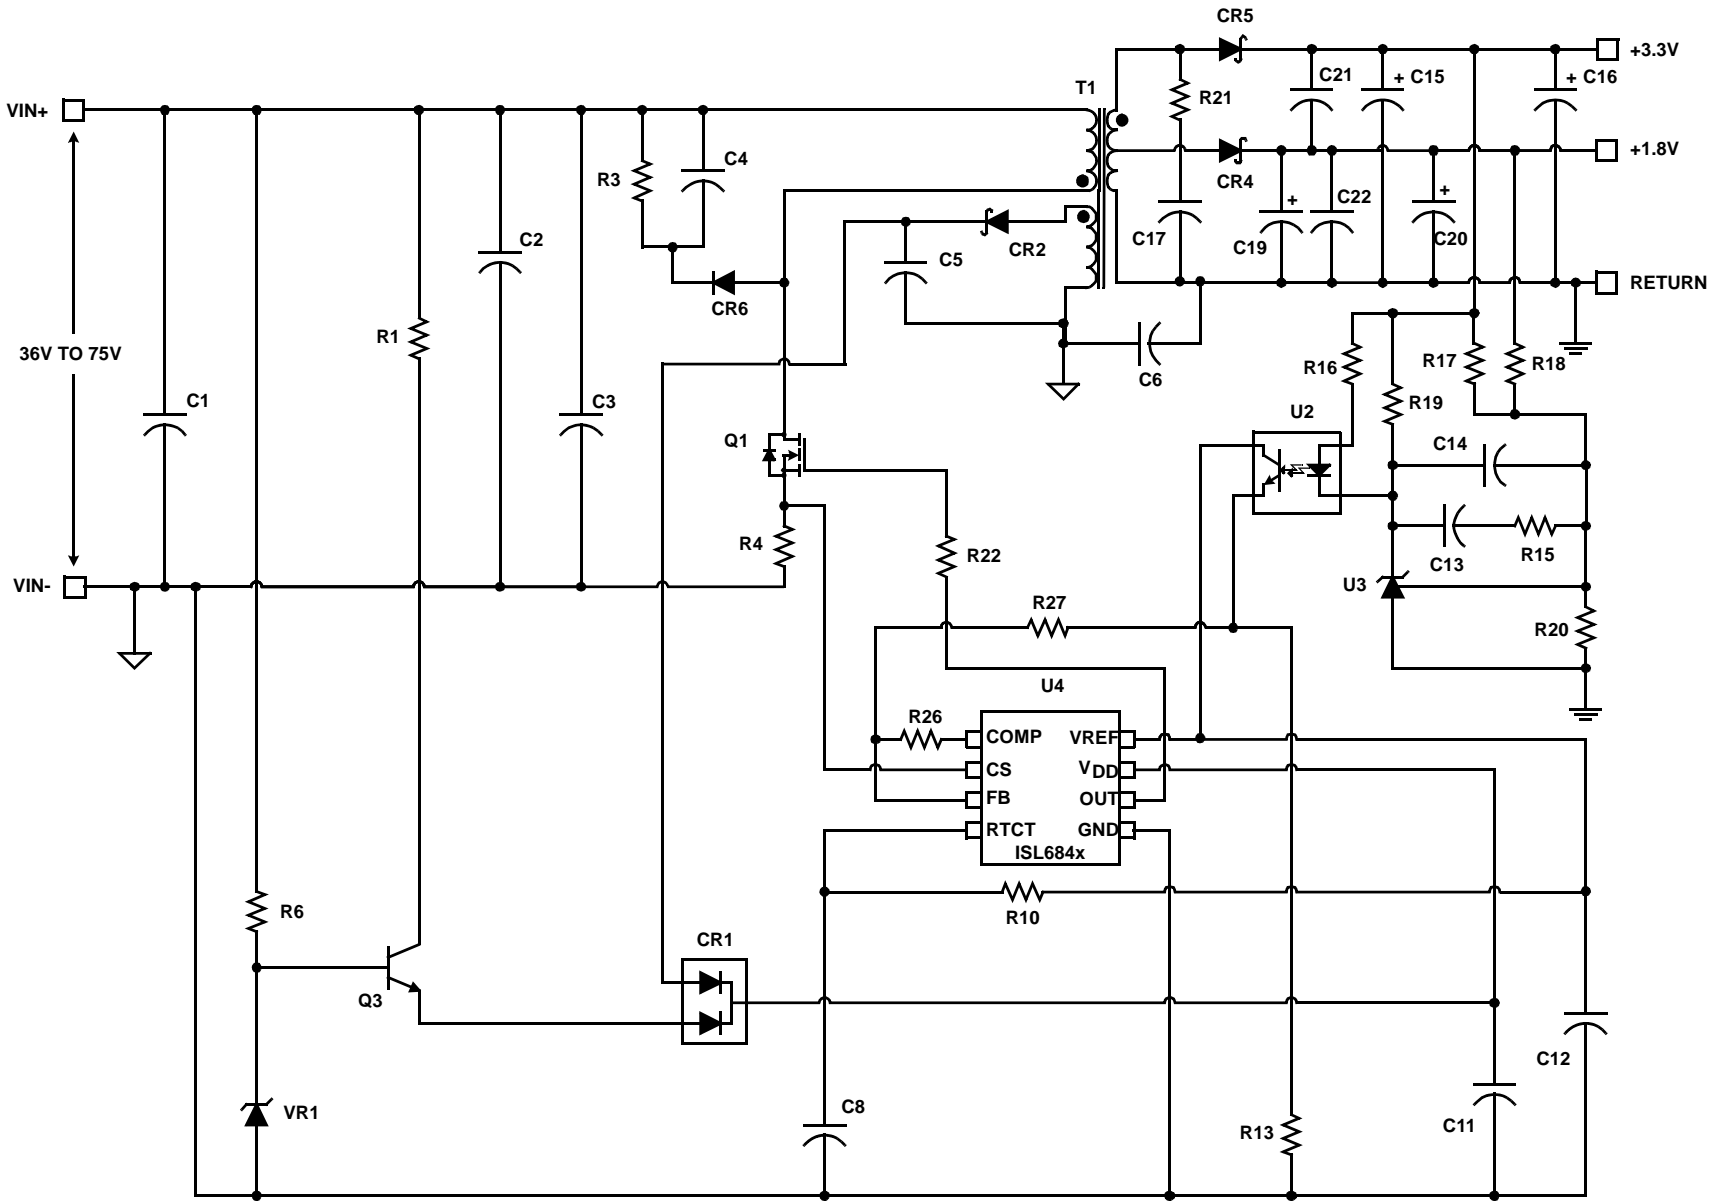 CR5
+3.3V
T1
C21
+ C15
+ C16
R21
VIN+
+1.8V
C4
R3
CR4
+
C22
+
C17
C19
C20
C2
CR2
C5
CR6
RETURN
R1
36V TO 75V
C6
R16
R17
R18
C1
C3
R19
U2
Q1
C14
R4
R22
C13
R15
VIN-
U3
R27
R20
U4
R26
COMP
VREF
CS
VDD
FB
OUT
RTCT
GND
ISL684x
R6
R10
CR1
Q3
C12
VR1
C8
C11
R13